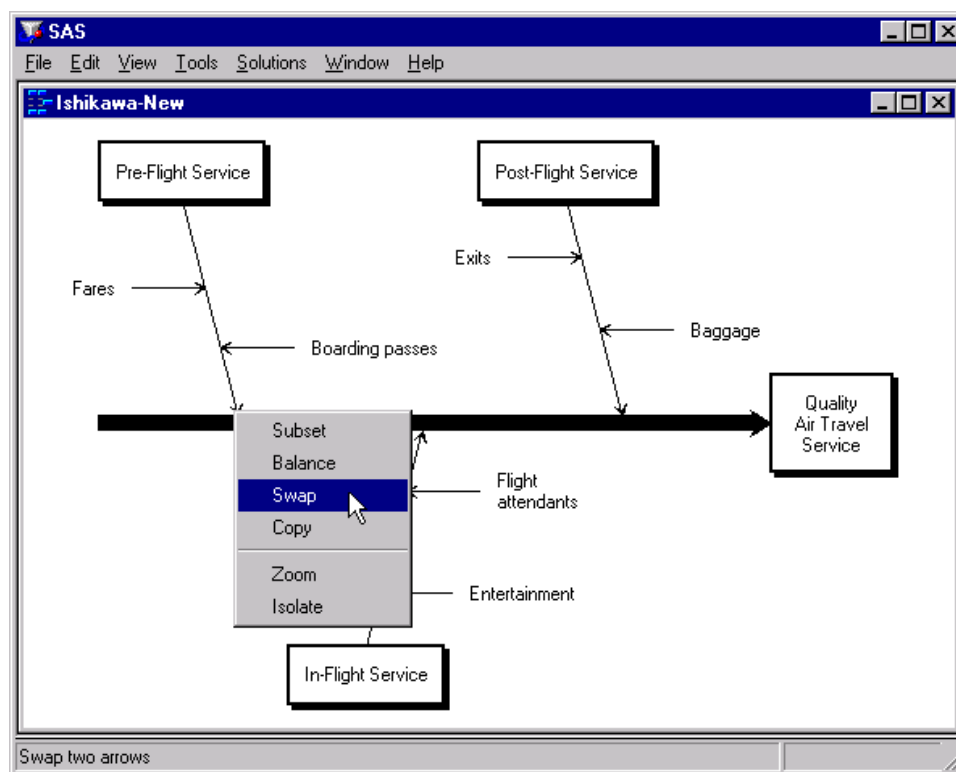 SAS
File Edit View Tools Solutions Window Help
Ishikawa-New
Pre-Flight Service
Post-Flight Service
Exits
Fares
Baggage
Boarding passes
Quality
Air Travel
Service
Subset
Balance
Swap
Copy
Zoom
Isolate
Flight
attendants
Entertainment
In-Flight Service
Swap two arrows